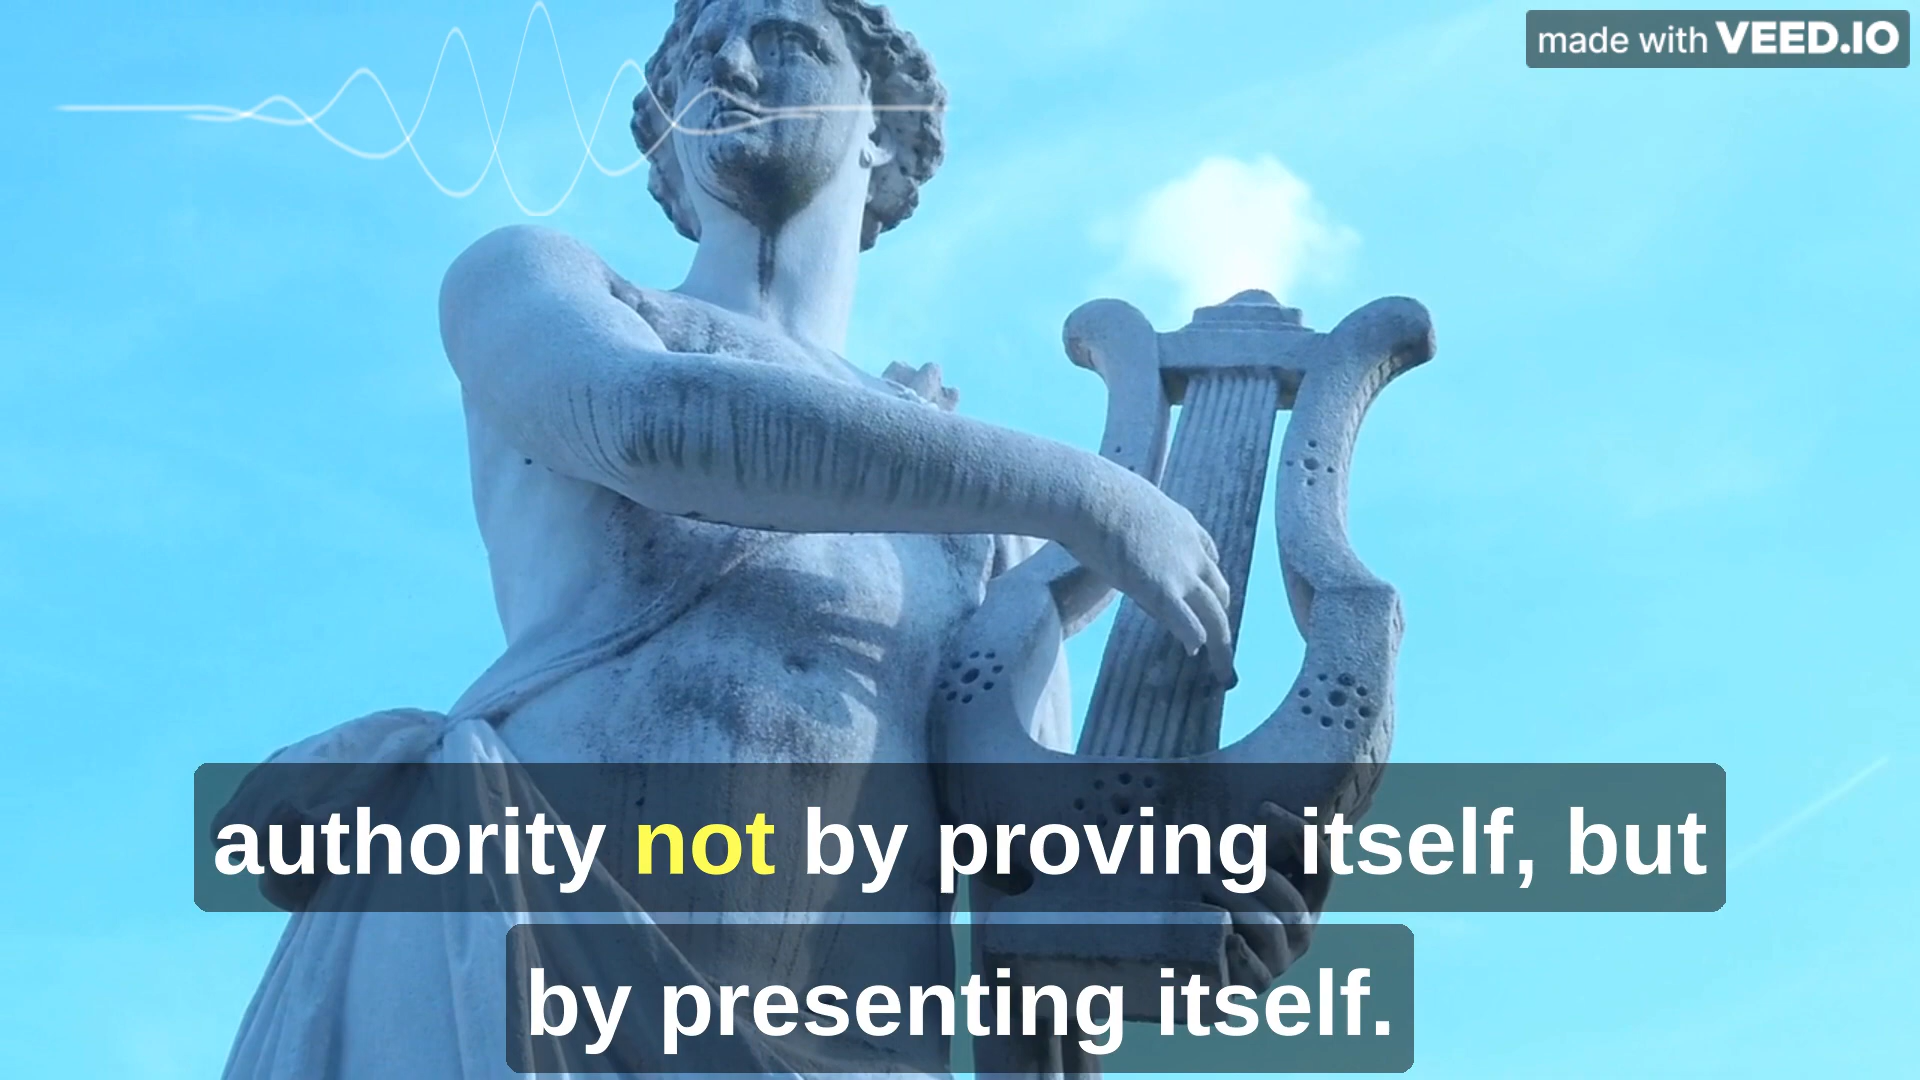 made with VEED.IO
authority not by proving itself, but
by presenting itself.